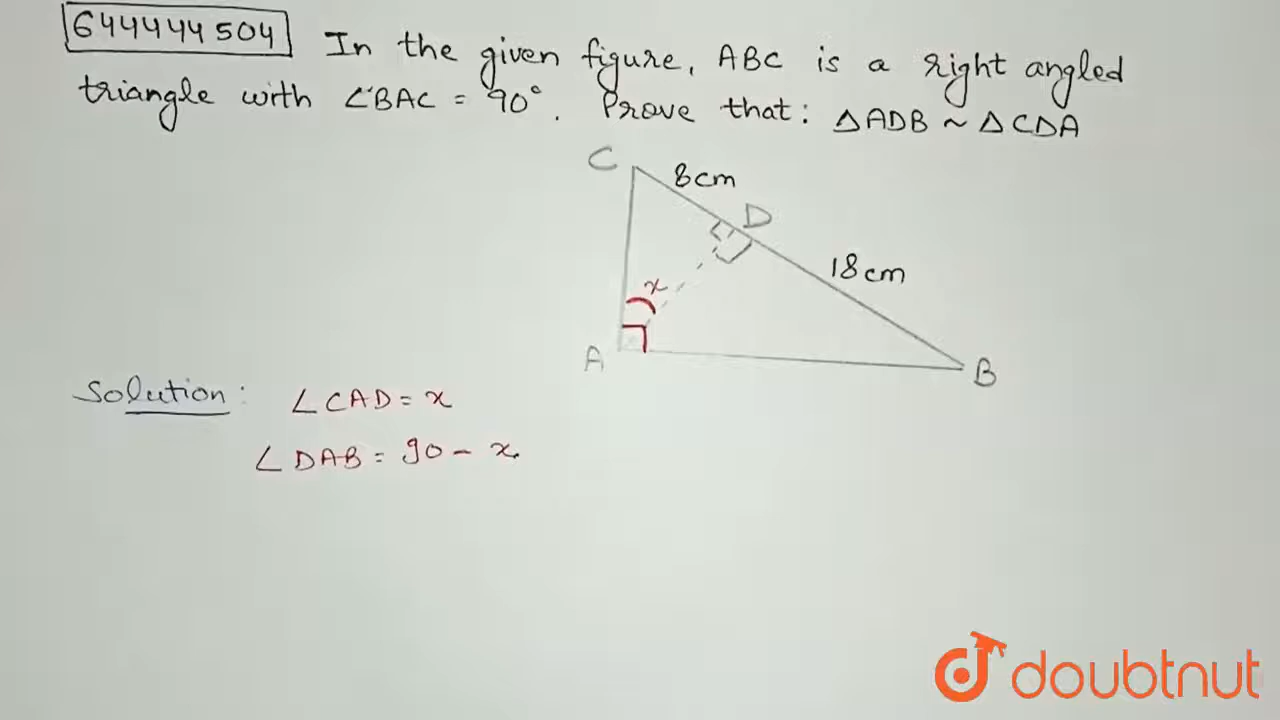 644444504 In the given figure, ABC is a right angled
triangle with ∠BAC = 90°. Prove that: △ADB ~ △CDA
C
8cm
D
18cm
x
A
B
Solution: ∠CAD = x
∠DAB = 90 - x.
doubtnut